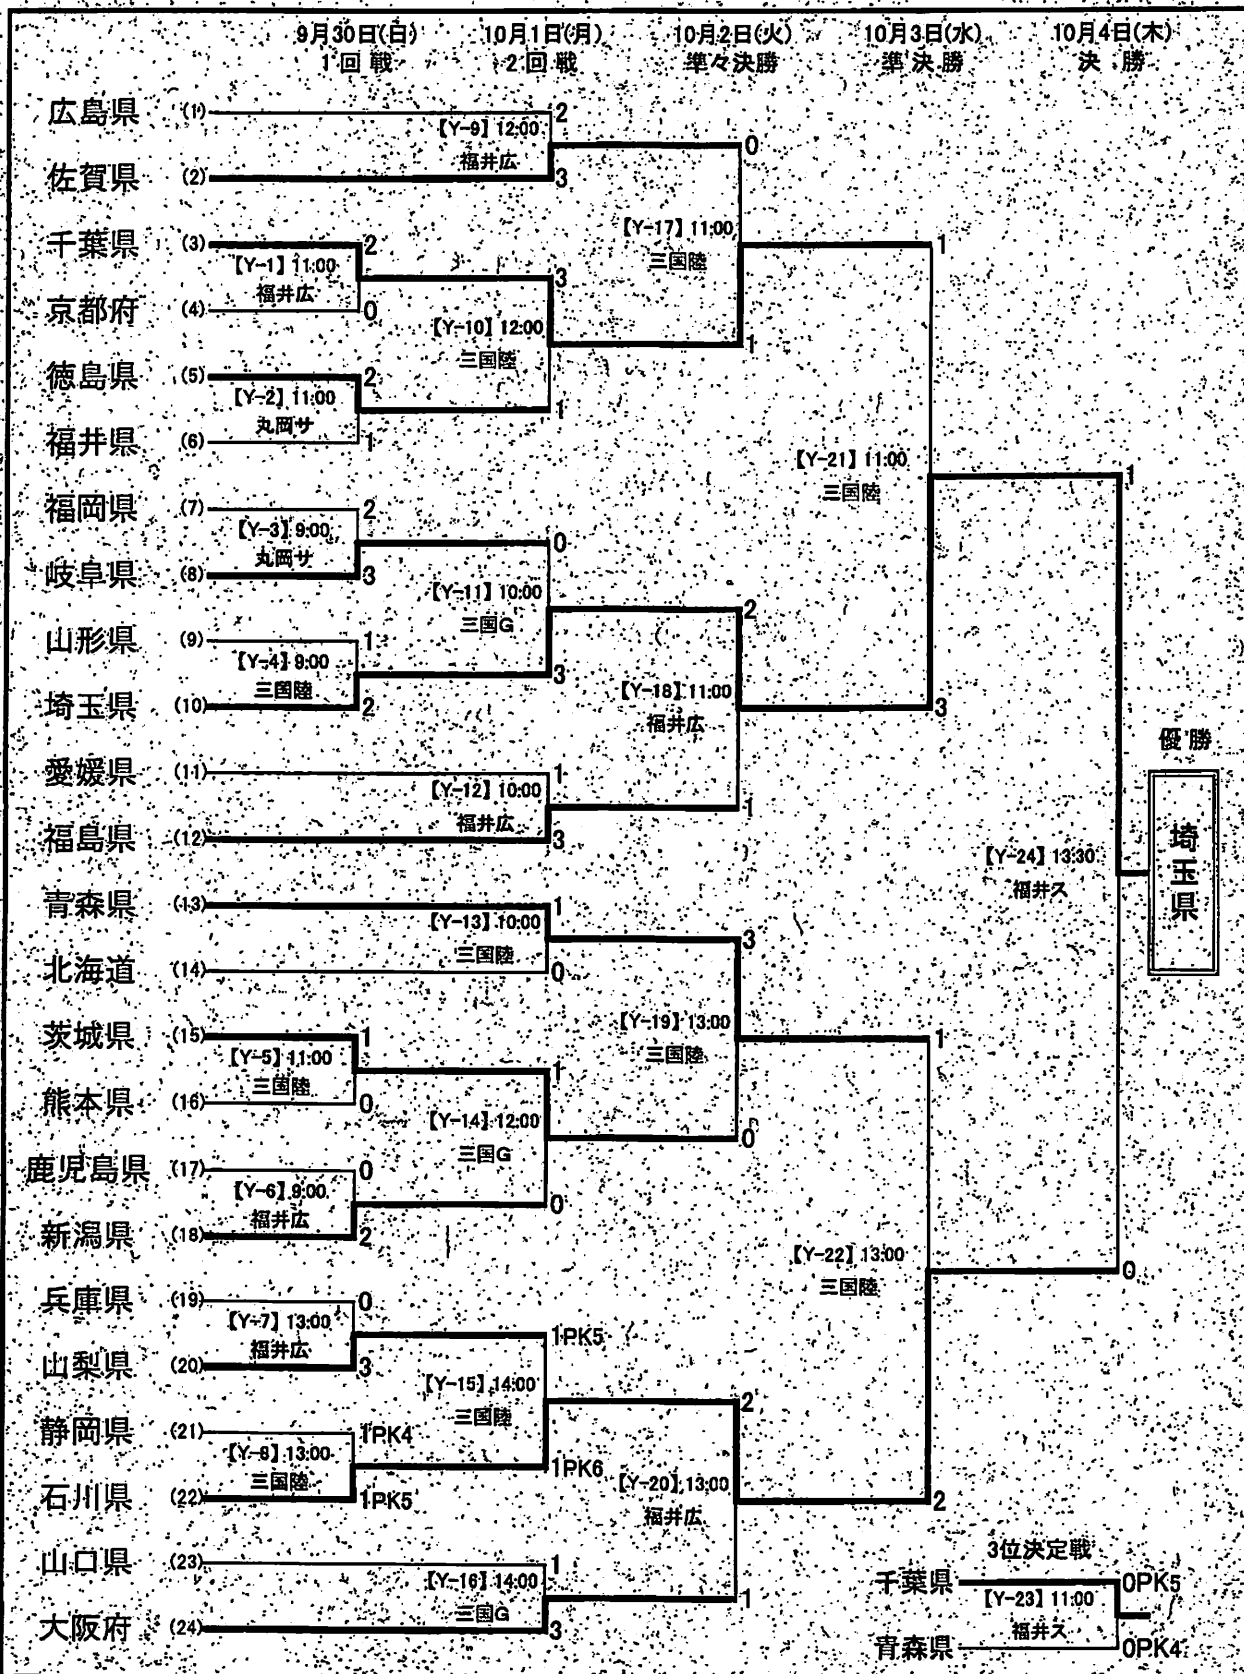 9月30日(日) 10月1日(月) 10月2日(火) 10月3日(水) 10月4日(木)
1回戦 2回戦 準々決勝 準決勝 決勝
広島県 (1) 2
【Y-9】12:00
福井広
0
佐賀県 (2) 3
【Y-17】11:00
三国陸
千葉県 (3) 2
【Y-1】11:00
福井広
3
1
京都府 (4) 0
【Y-10】12:00
三国陸
1
徳島県 (5) 2
【Y-2】11:00
丸岡サ
1
福井県 (6) 1
【Y-21】11:00
三国陸
1
福岡県 (7) 2
【Y-3】9:00
丸岡サ
0
岐阜県 (8) 3
【Y-11】10:00
三国G
2
山形県 (9) 1
【Y-4】9:00
三国陸
3
【Y-18】11:00
福井広
埼玉県 (10) 2
3
優勝
埼玉県
愛媛県 (11) 1
【Y-12】10:00
福井広
1
福島県 (12) 3
【Y-24】13:30
福井ス
青森県 (13) 1
【Y-13】10:00
三国陸
3
北海道 (14) 0
【Y-19】13:00
三国陸
茨城県 (15) 1
【Y-5】11:00
三国陸
1
1
熊本県 (16) 0
【Y-14】12:00
三国G
0
鹿児島県 (17) 0
【Y-6】9:00
福井広
0
新潟県 (18) 2
【Y-22】13:00
三国陸
0
兵庫県 (19) 0
【Y-7】13:00
福井広
1PK5
山梨県 (20) 3
【Y-15】14:00
三国陸
2
静岡県 (21) 1PK4
【Y-8】13:00
三国陸
1PK6
【Y-20】13:00
福井広
石川県 (22) 1PK5
2
山口県 (23) 1
【Y-16】14:00
三国G
1
大阪府 (24) 3
3位決定戦
千葉県 0PK5
【Y-23】11:00
福井ス
青森県 0PK4